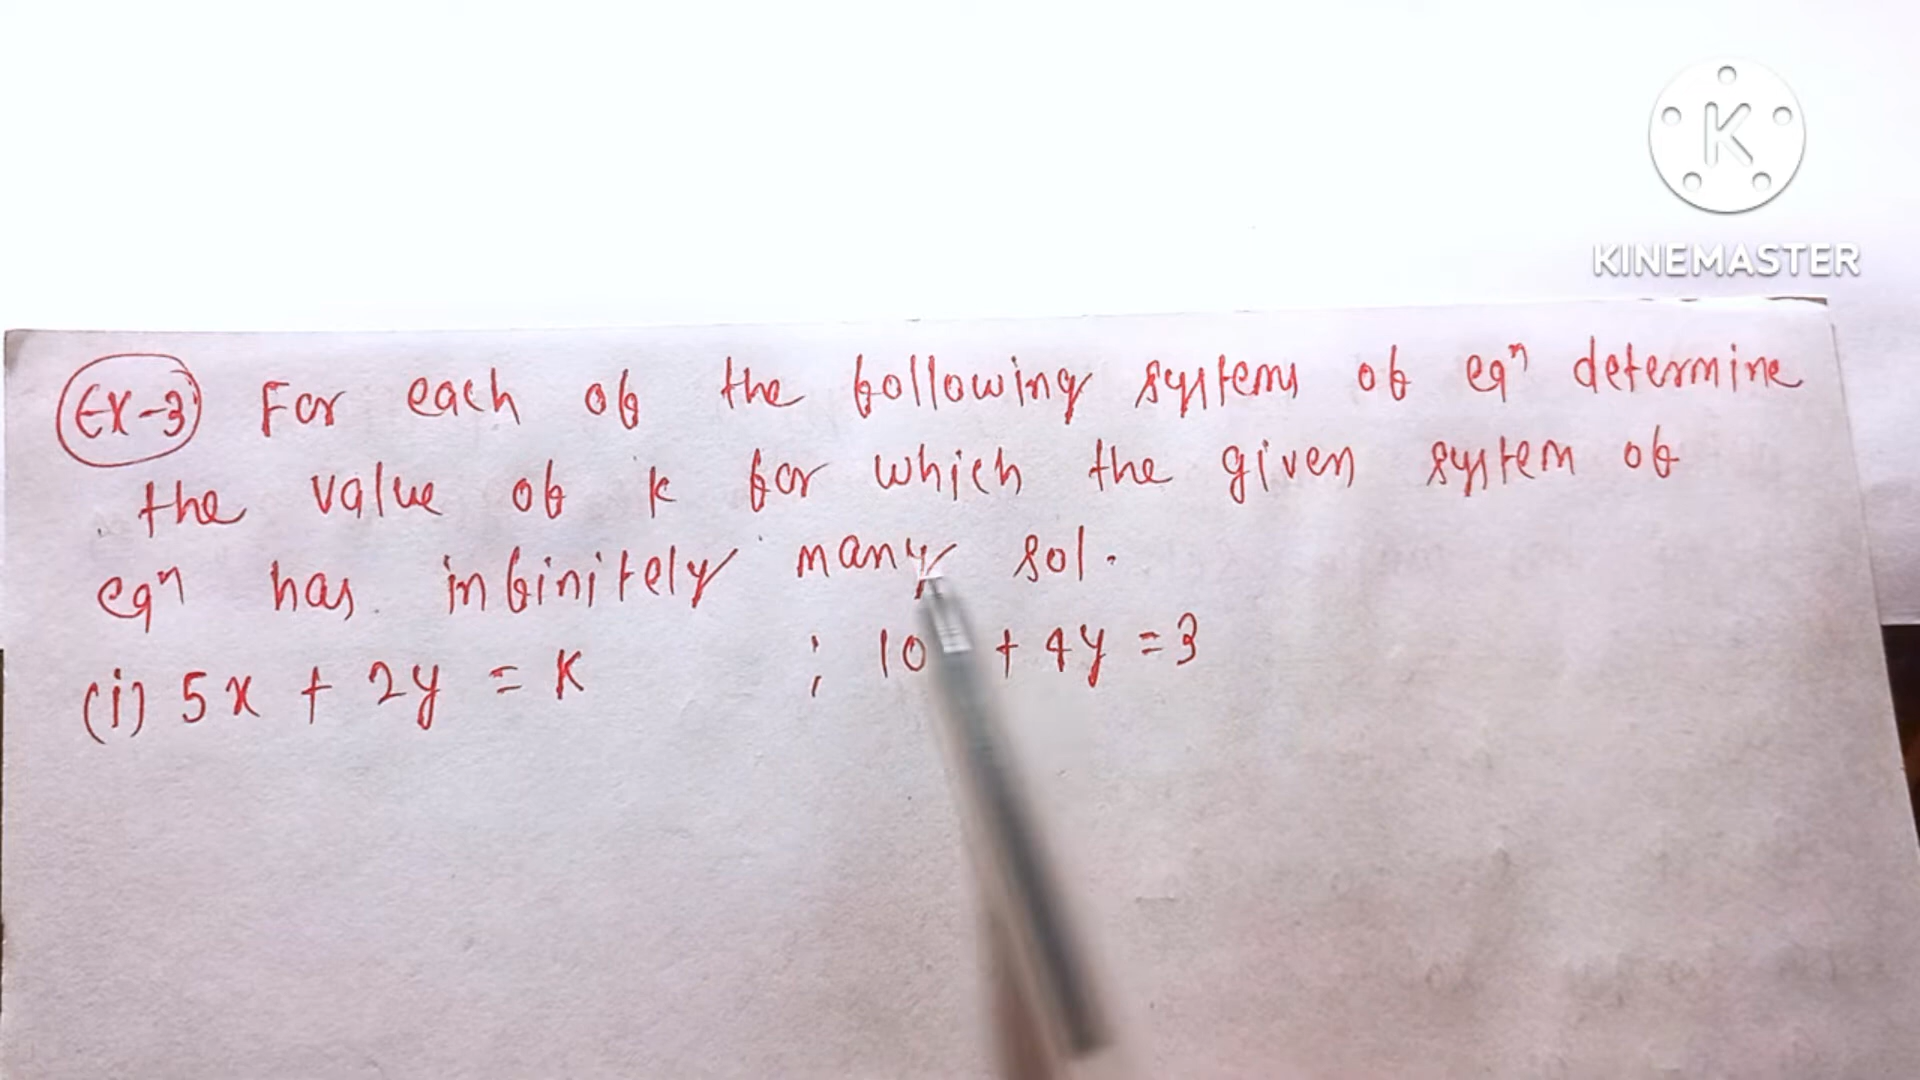 K
KINEMASTER
Ex-3 For each of the following systems of eqⁿ determine
the value of k for which the given system of
eqⁿ has infinitely many sol.
(i) 5x + 2y = K ; 10 + 4y = 3